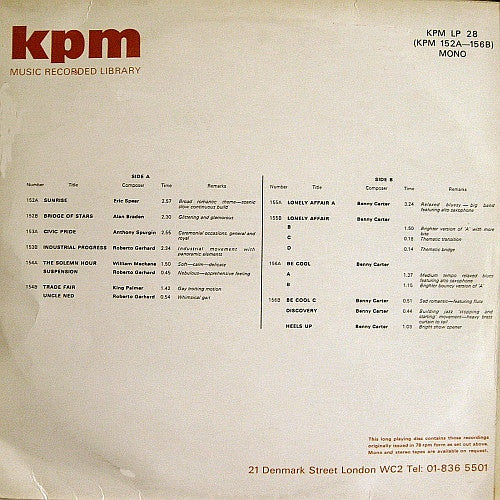 kpm
MUSIC RECORDED LIBRARY
KPM LP 28
(KPM 152A—156B)
MONO
SIDE A
Number Title Composer Time Remarks
152A SUNRISE Eric Spear 2.57 Broad romantic theme—scenic
slow continuous build
152B BRIDGE OF STARS Alan Braden 2.30 Glittering and glamorous
153A CIVIC PRIDE Anthony Spurgin 2.55 Ceremonial occasions, general and
royal
153B INDUSTRIAL PROGRESS Roberto Gerhard 2.34 Industrial movement with
panoramic elements
154A THE SOLEMN HOUR William Mackane 1.50 Soft—calm—delicate
SUSPENSION Roberto Gerhard 0.45 Nebulous—apprehensive feeling
154B TRADE FAIR King Palmer 1.42 Gay trotting motion
UNCLE NED Roberto Gerhard 0.54 Whimsical gait
SIDE B
Number Title Composer Time Remarks
155A LONELY AFFAIR A Benny Carter 3.24 Relaxed bluesy—big band
featuring alto saxophone
155B LONELY AFFAIR Benny Carter
B 1.50 Brighter version of 'A' with more
bite
C 0.18 Thematic transition
D 0.14 Thematic bridge
156A BE COOL Benny Carter
A 1.37 Medium tempo relaxed blues
featuring alto saxophone
B 1.15 Brighter bouncy version of 'A'
156B BE COOL C Benny Carter 0.51 Sad romantic—featuring flute
DISCOVERY Benny Carter 0.44 Building jazz 'stopping and
starting' movement—heavy brass
curtain to tail
HEELS UP Benny Carter 1.03 Bright show opener
This long playing disc contains those recordings
originally issued in 78 rpm form as set out above.
Mono and stereo tapes are available on request.
21 Denmark Street London WC2 Tel: 01-836 5501